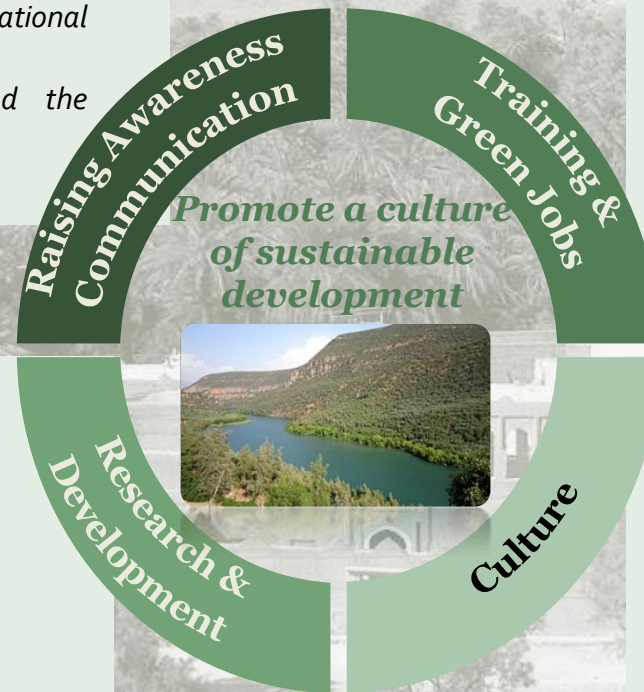 ational
d the
Raising Awareness
Communication
Training &
Green Jobs
Promote a culture
of sustainable
development
Research &
Development
Culture